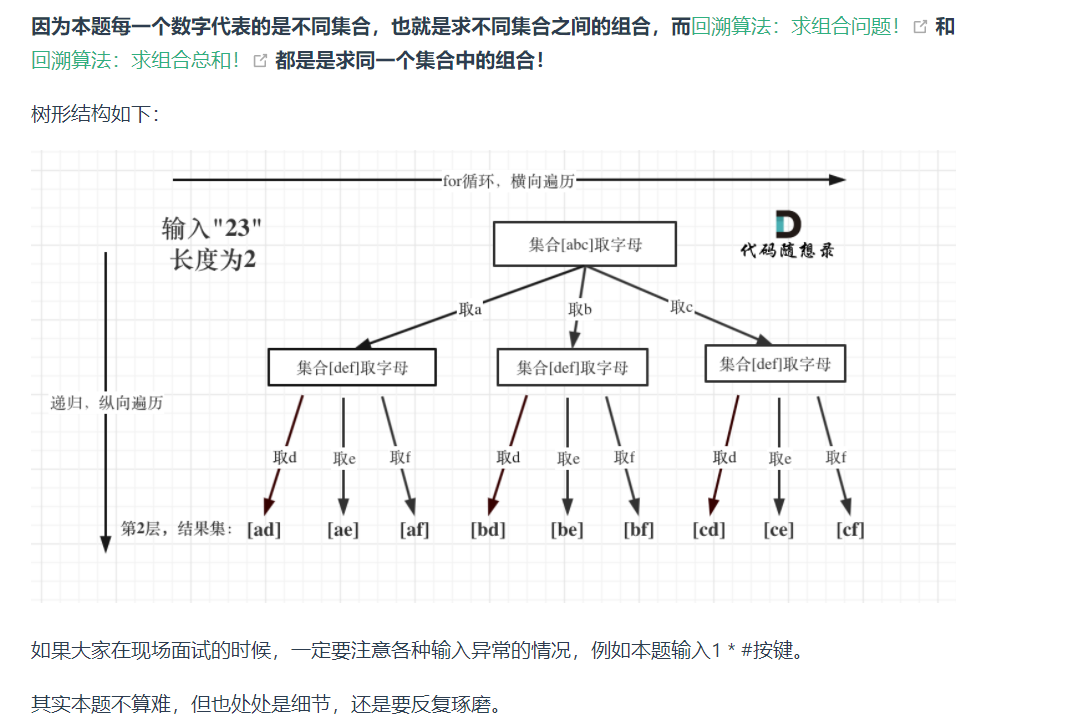 因为本题每一个数字代表的是不同集合，也就是求不同集合之间的组合，而回溯算法：求组合问题！ 和
回溯算法：求组合总和！ 都是是求同一个集合中的组合！
树形结构如下：
for循环，横向遍历
输入"23"
长度为2
集合[abc]取字母
代码随想录
取a 取b 取c
集合[def]取字母 集合[def]取字母 集合[def]取字母
递归，纵向遍历
取d 取e 取f 取d 取e 取f 取d 取e 取f
第2层，结果集： [ad] [ae] [af] [bd] [be] [bf] [cd] [ce] [cf]
如果大家在现场面试的时候，一定要注意各种输入异常的情况，例如本题输入1 * #按键。
其实本题不算难，但也处处是细节，还是要反复琢磨。